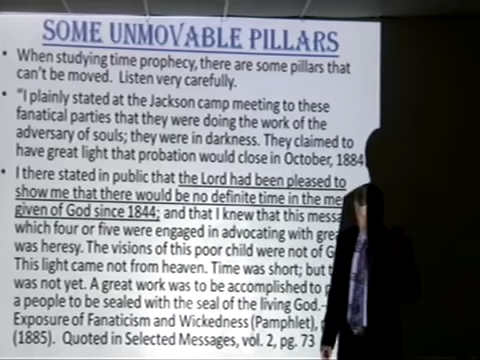 SOME UNMOVABLE PILLARS
• When studying time prophecy, there are some pillars that
can't be moved. Listen very carefully.
• "I plainly stated at the Jackson camp meeting to these
fanatical parties that they were doing the work of the
adversary of souls; they were in darkness. They claimed to
have great light that probation would close in October, 1884.
• I there stated in public that the Lord had been pleased to
show me that there would be no definite time in the
given of God since 1844; and that I knew that this
which four or five were engaged in advocating with
was heresy. The visions of this poor child were not of
This light came not from heaven. Time was short; but
was not yet. A great work was to be accomplished to
a people to be sealed with the seal of the living God.
Exposure of Fanaticism and Wickedness (Pamphlet),
(1885). Quoted in Selected Messages, vol. 2, pg. 73